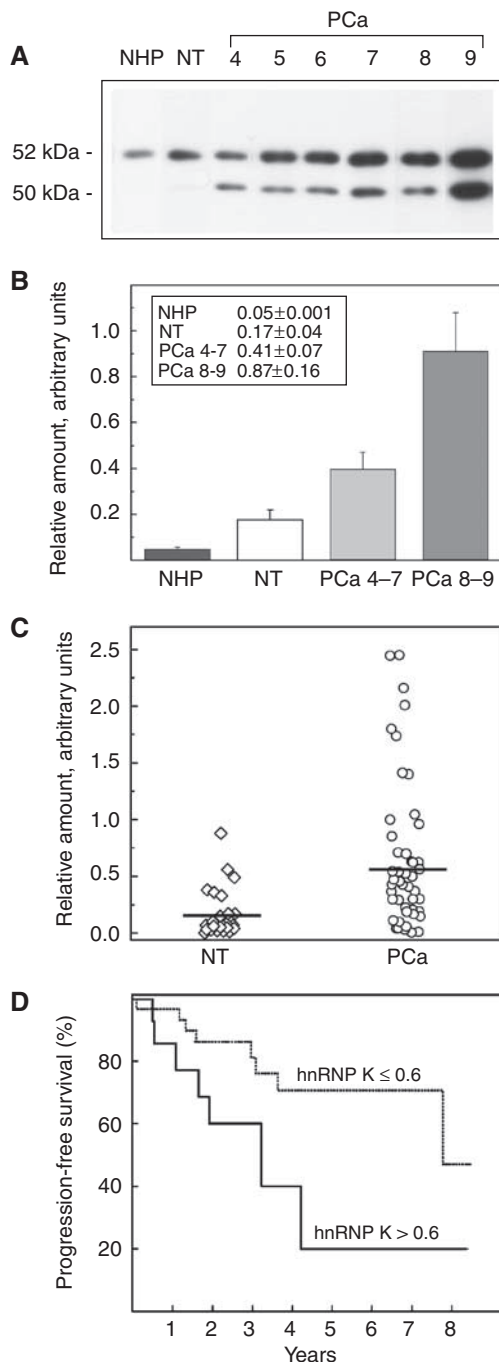 PCa
A
NHP NT 4 5 6 7 8 9
52 kDa -
50 kDa -
B
Relative amount, arbitrary units
1.0
0.8
0.6
0.4
0.2
NHP 0.05±0.001
NT 0.17±0.04
PCa 4-7 0.41±0.07
PCa 8-9 0.87±0.16
NHP NT PCa 4–7 PCa 8–9
C
Relative amount, arbitrary units
2.5
2.0
1.5
1.0
0.5
0.0
NT PCa
D
Progression-free survival (%)
80
60
40
20
hnRNP K ≤ 0.6
hnRNP K > 0.6
1 2 3 4 5 6 7 8
Years